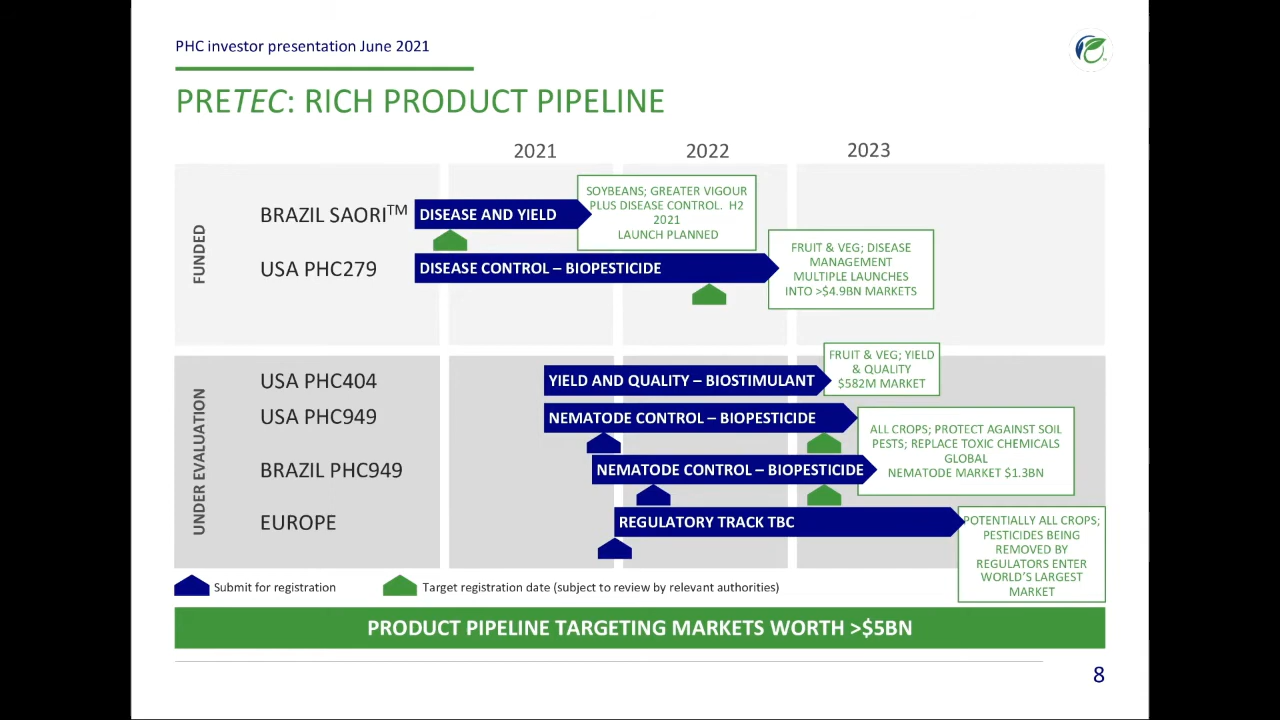 PHC investor presentation June 2021
PRETEC: RICH PRODUCT PIPELINE
2021 2022 2023
FUNDED
BRAZIL SAORI™
DISEASE AND YIELD
SOYBEANS; GREATER VIGOUR
PLUS DISEASE CONTROL. H2
2021
LAUNCH PLANNED
USA PHC279
DISEASE CONTROL – BIOPESTICIDE
FRUIT & VEG; DISEASE
MANAGEMENT
MULTIPLE LAUNCHES
INTO >$4.9BN MARKETS
UNDER EVALUATION
USA PHC404
YIELD AND QUALITY – BIOSTIMULANT
FRUIT & VEG; YIELD
& QUALITY
$582M MARKET
USA PHC949
NEMATODE CONTROL – BIOPESTICIDE
ALL CROPS; PROTECT AGAINST SOIL
PESTS; REPLACE TOXIC CHEMICALS
GLOBAL
NEMATODE MARKET $1.3BN
BRAZIL PHC949
NEMATODE CONTROL – BIOPESTICIDE
EUROPE
REGULATORY TRACK TBC
POTENTIALLY ALL CROPS;
PESTICIDES BEING
REMOVED BY
REGULATORS ENTER
WORLD'S LARGEST
MARKET
Submit for registration
Target registration date (subject to review by relevant authorities)
PRODUCT PIPELINE TARGETING MARKETS WORTH >$5BN
8